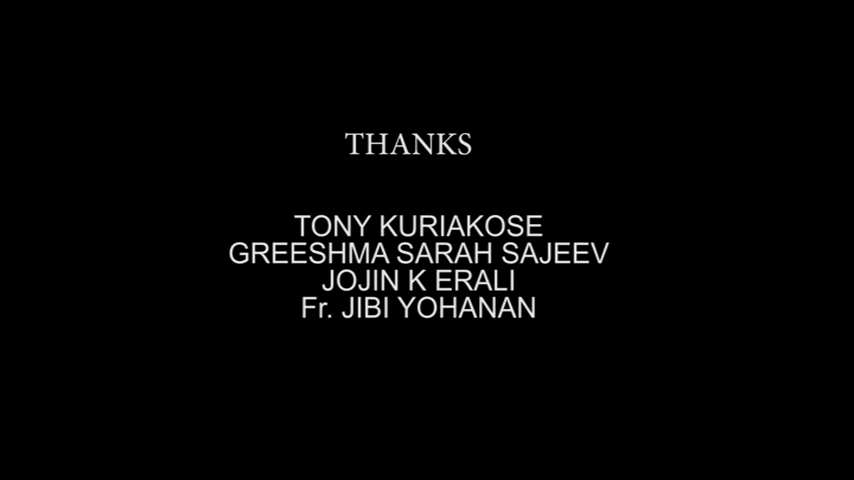 THANKS
TONY KURIAKOSE
GREESHMA SARAH SAJEEV
JOJIN K ERALI
Fr. JIBI YOHANAN